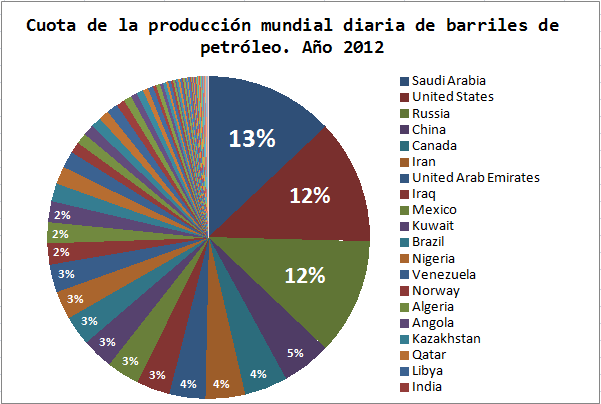 Cuota de la producción mundial diaria de barriles de
petróleo. Año 2012
13%
12%
12%
5%
4%
4%
4%
3%
3%
3%
3%
3%
3%
2%
2%
2%
Saudi Arabia
United States
Russia
China
Canada
Iran
United Arab Emirates
Iraq
Mexico
Kuwait
Brazil
Nigeria
Venezuela
Norway
Algeria
Angola
Kazakhstan
Qatar
Libya
India